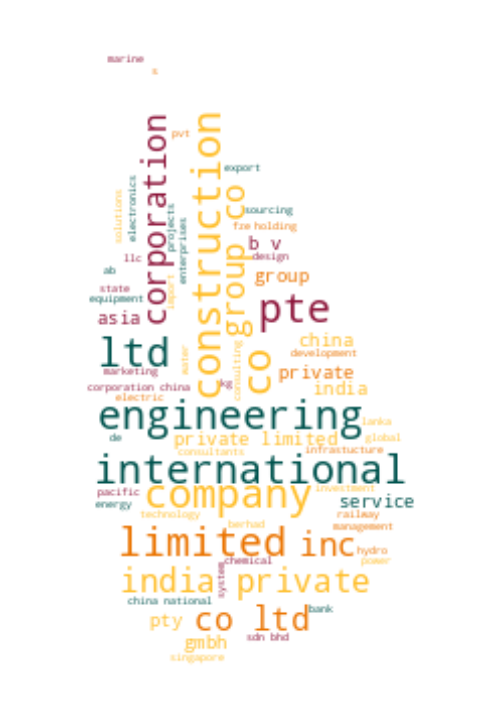 marine
s
corporation
construction
pvt
export
group co
solutions
electronics
projects
sourcing
enterprises
fze
holding
b v
design
llc
ab
group
import
state
equipment
pte
asia
ltd
china
development
water
consulting
co
marketing
private
kg
corporation china
india
electric
engineering
lanka
de
private limited
global
consultants
infrastucture
international
pacific
company
investment
energy
service
technology
railway
berhad
management
limited
inc
hydro
chemical
power
system
india
private
china national
bank
pty
co ltd
sdn bhd
gmbh
singapore